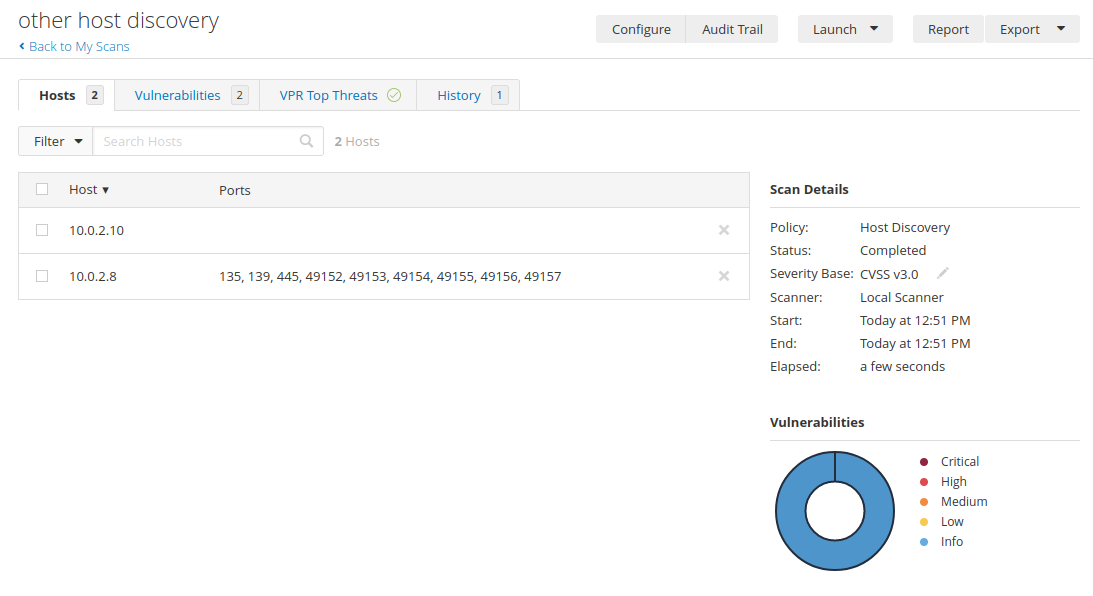 other host discovery
Back to My Scans
Configure Audit Trail Launch Report Export
Hosts 2 Vulnerabilities 2 VPR Top Threats History 1
Filter Search Hosts 2 Hosts
Host Ports
10.0.2.10
10.0.2.8 135, 139, 445, 49152, 49153, 49154, 49155, 49156, 49157
Scan Details
Policy: Host Discovery
Status: Completed
Severity Base: CVSS v3.0
Scanner: Local Scanner
Start: Today at 12:51 PM
End: Today at 12:51 PM
Elapsed: a few seconds
Vulnerabilities
Critical
High
Medium
Low
Info